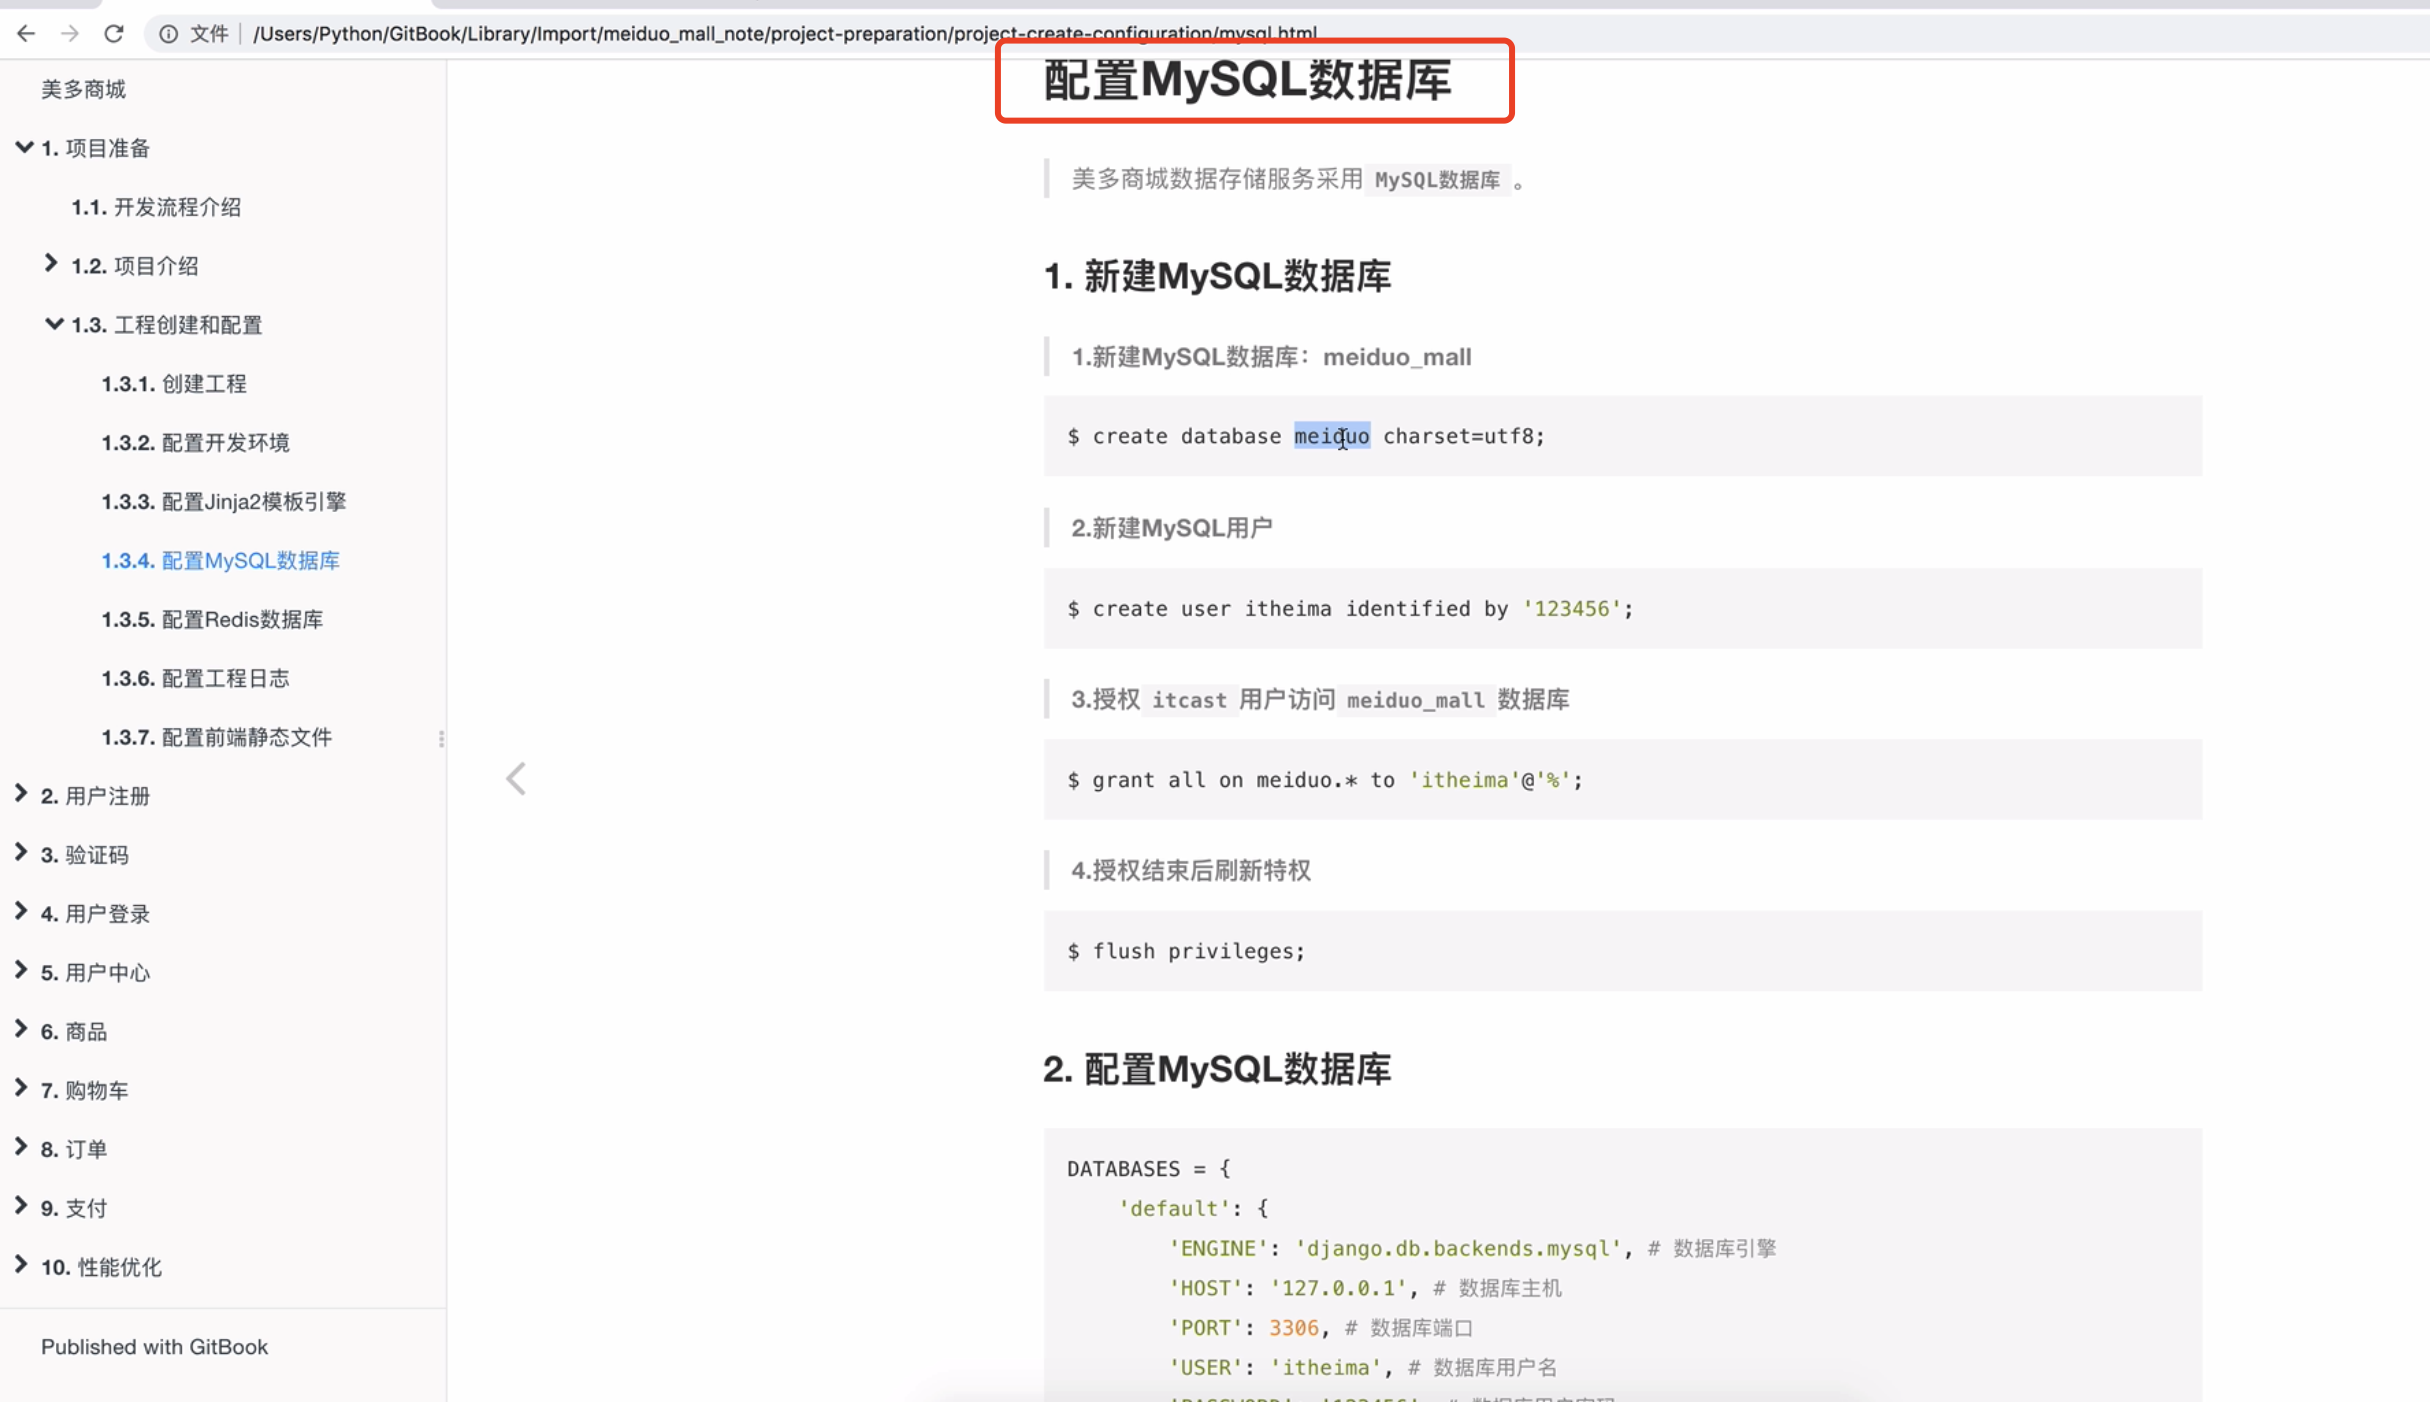 文件 /Users/Python/GitBook/Library/Import/meiduo_mall_note/project-preparation/project-create-configuration/mysql.html
美多商城
1. 项目准备
1.1. 开发流程介绍
1.2. 项目介绍
1.3. 工程创建和配置
1.3.1. 创建工程
1.3.2. 配置开发环境
1.3.3. 配置Jinja2模板引擎
1.3.4. 配置MySQL数据库
1.3.5. 配置Redis数据库
1.3.6. 配置工程日志
1.3.7. 配置前端静态文件
2. 用户注册
3. 验证码
4. 用户登录
5. 用户中心
6. 商品
7. 购物车
8. 订单
9. 支付
10. 性能优化
Published with GitBook
配置MySQL数据库
美多商城数据存储服务采用 MySQL数据库 。
1. 新建MySQL数据库
1.新建MySQL数据库：meiduo_mall
$ create database meiduo charset=utf8;
2.新建MySQL用户
$ create user itheima identified by '123456';
3.授权 itcast 用户访问 meiduo_mall 数据库
$ grant all on meiduo.* to 'itheima'@'%';
4.授权结束后刷新特权
$ flush privileges;
2. 配置MySQL数据库
DATABASES = {
'default': {
'ENGINE': 'django.db.backends.mysql', # 数据库引擎
'HOST': '127.0.0.1', # 数据库主机
'PORT': 3306, # 数据库端口
'USER': 'itheima', # 数据库用户名